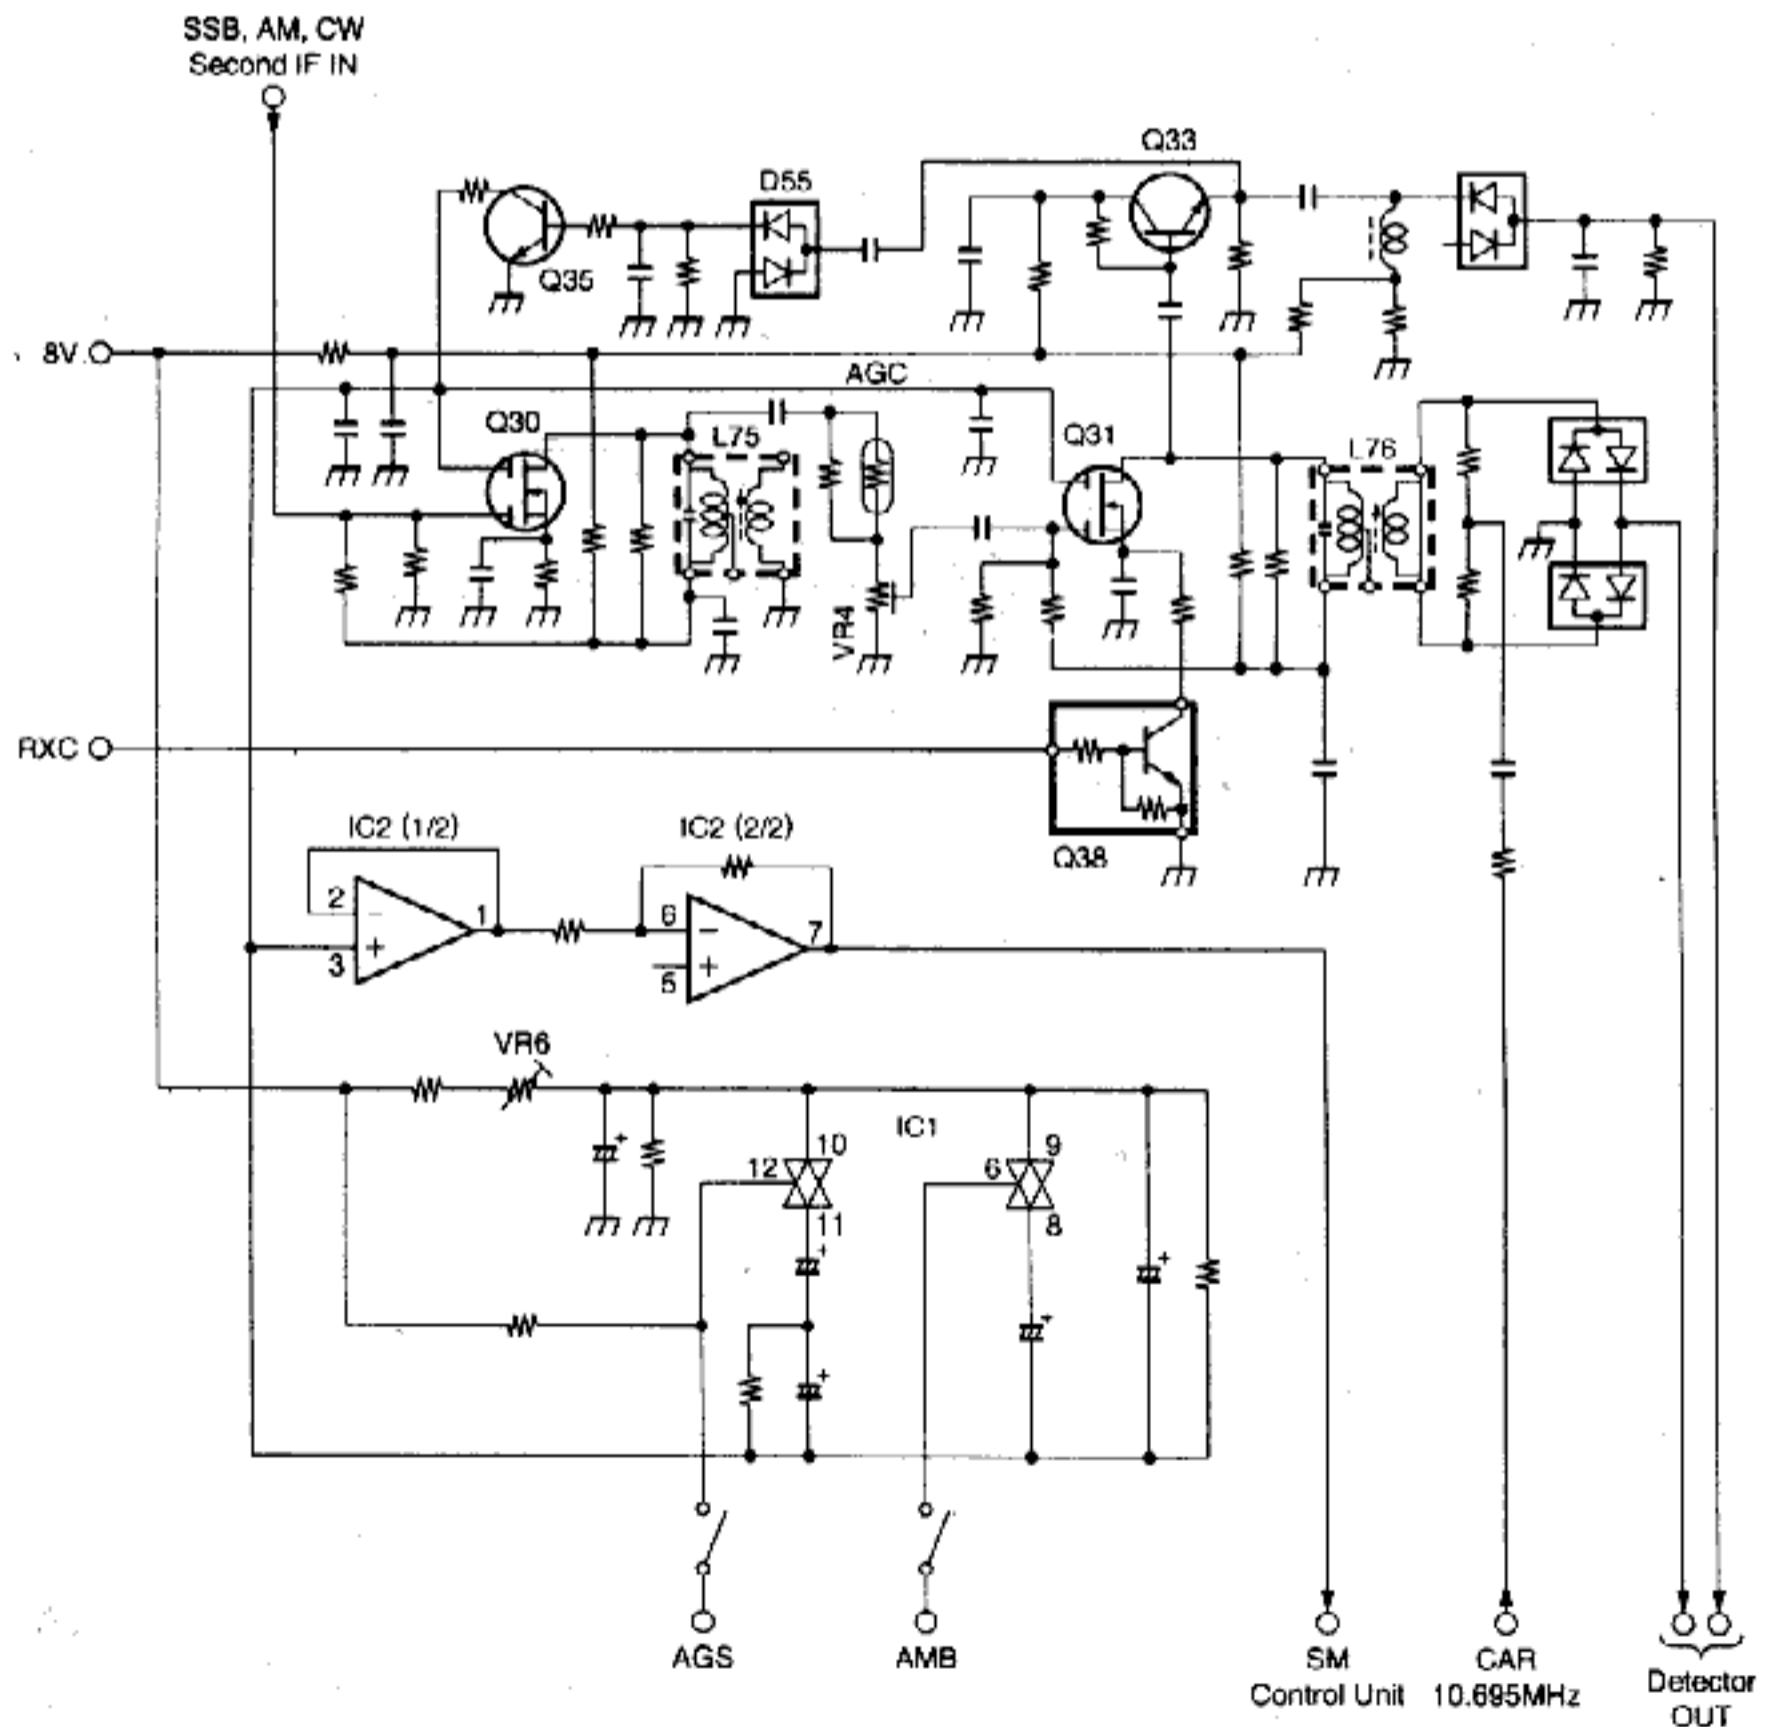 SSB, AM, CW
Second IF IN
Q33
D55
Q35
8V
AGC
Q30
L75
Q31
L76
VR4
RXC
IC2 (1/2)
IC2 (2/2)
Q38
2
1
6
7
3
5
VR6
IC1
10
9
12
6
11
8
AGS
AMB
SM
CAR
Control Unit
10.695MHz
Detector
OUT